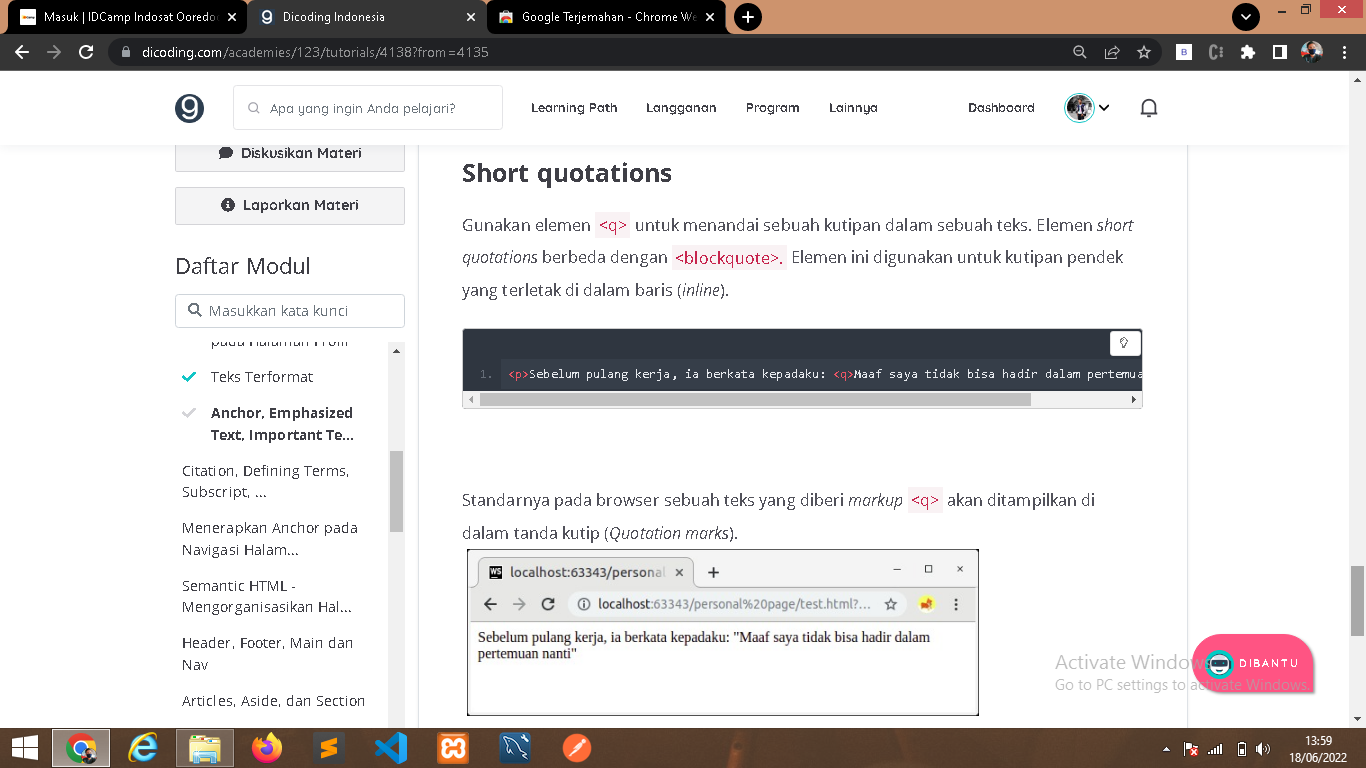 Masuk | IDCamp Indosat Ooredo
Dicoding Indonesia
Google Terjemahan - Chrome We
dicoding.com/academies/123/tutorials/4138?from=4135
Apa yang ingin Anda pelajari?
Learning Path
Langganan
Program
Lainnya
Dashboard
Diskusikan Materi
Laporkan Materi
Daftar Modul
Masukkan kata kunci
pada Halaman Profil
Teks Terformat
Anchor, Emphasized
Text, Important Te...
Citation, Defining Terms,
Subscript, ...
Menerapkan Anchor pada
Navigasi Halam...
Semantic HTML -
Mengorganisasikan Hal...
Header, Footer, Main dan
Nav
Articles, Aside, dan Section
Short quotations
Gunakan elemen <q> untuk menandai sebuah kutipan dalam sebuah teks. Elemen short
quotations berbeda dengan <blockquote>. Elemen ini digunakan untuk kutipan pendek
yang terletak di dalam baris (inline).
1. <p>Sebelum pulang kerja, ia berkata kepadaku: <q>Maaf saya tidak bisa hadir dalam pertemua
Standarnya pada browser sebuah teks yang diberi markup <q> akan ditampilkan di
dalam tanda kutip (Quotation marks).
WS localhost:63343/personal
localhost:63343/personal%20page/test.html?...
Sebelum pulang kerja, ia berkata kepadaku: "Maaf saya tidak bisa hadir dalam
pertemuan nanti"
Activate Windows
Go to PC settings to activate Windows.
DIBANTU
13:59
18/06/2022